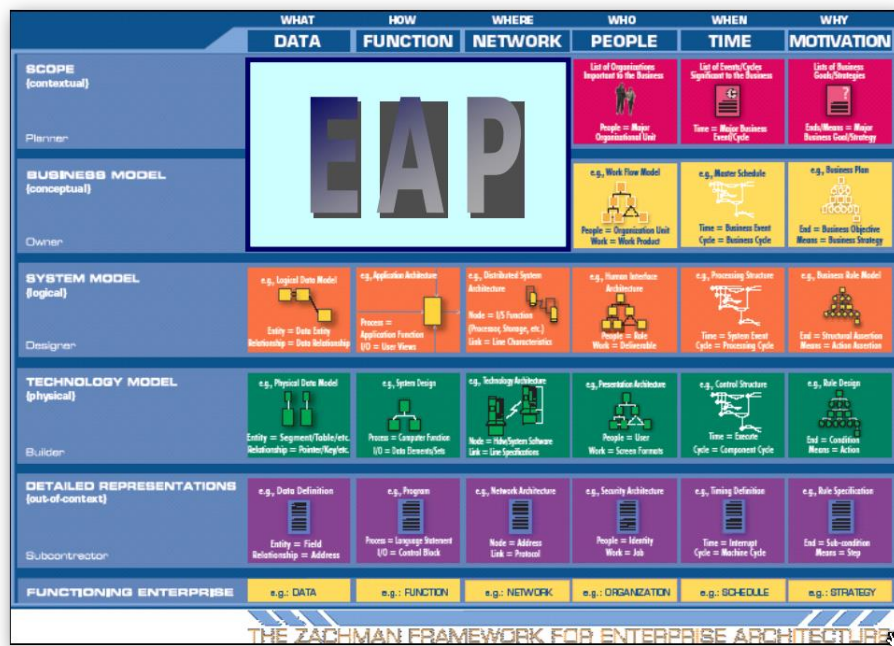 WHAT HOW WHERE WHO WHEN WHY
DATA FUNCTION NETWORK PEOPLE TIME MOTIVATION
SCOPE
(contextual)
Planner
EAP
List of Organizations
Important to the Business
People = Major
Organizational Unit
List of Events/Cycles
Significant to the Business
Time = Major Business
Event/Cycle
Lists of Business
Goals/Strategies
?
Ends/Means = Major
Business Goal/Strategy
BUSINESS MODEL
(conceptual)
Owner
e.g., Work Flow Model
People = Organization Unit
Work = Work Product
e.g., Master Schedule
Time = Business Event
Cycle = Business Cycle
e.g., Business Plan
End = Business Objective
Means = Business Strategy
SYSTEM MODEL
(logical)
Designer
e.g., Logical Data Model
Entity = Data Entity
Relationship = Data Relationship
e.g., Application Architecture
Process =
Application Function
I/O = User Views
e.g., Distributed System
Architecture
Node = I/S Function
(Processor, Storage, etc.)
Link = Line Characteristics
e.g., Human Interface
Architecture
People = Role
Work = Deliverable
e.g., Processing Structure
Time = System Event
Cycle = Processing Cycle
e.g., Business Rule Model
End = Structural Assertion
Means = Action Assertion
TECHNOLOGY MODEL
(physical)
Builder
e.g., Physical Data Model
Entity = Segment/Table/etc.
Relationship = Pointer/Key/etc.
e.g., System Design
Process = Computer Function
I/O = Data Elements/Sets
e.g., Technology Architecture
Node = Hdwe/System Software
Link = Line Specifications
e.g., Presentation Architecture
People = User
Work = Screen Formats
e.g., Control Structure
Time = Execute
Cycle = Component Cycle
e.g., Rule Design
End = Condition
Means = Action
DETAILED REPRESENTATIONS
(out-of-context)
Subcontractor
e.g., Data Definition
Entity = Field
Relationship = Address
e.g., Program
Process = Language Statement
I/O = Control Block
e.g., Network Architecture
Node = Address
Link = Protocol
e.g., Security Architecture
People = Identity
Work = Job
e.g., Timing Definition
Time = Interrupt
Cycle = Machine Cycle
e.g., Rule Specification
End = Sub-condition
Means = Step
FUNCTIONING ENTERPRISE
e.g.: DATA e.g.: FUNCTION e.g.: NETWORK e.g.: ORGANIZATION e.g.: SCHEDULE e.g.: STRATEGY
THE ZACHMAN FRAMEWORK FOR ENTERPRISE ARCHITECTURE